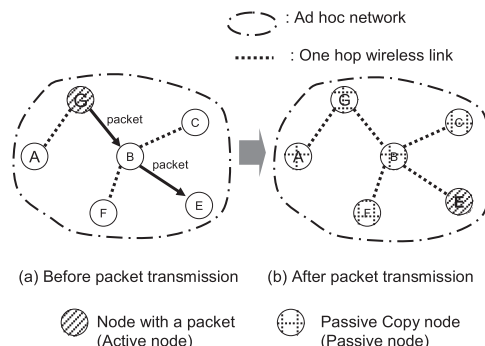 : Ad hoc network
: One hop wireless link
G
packet
C
A
B
packet
F
E
G
C
A
B
F
E
(a) Before packet transmission
(b) After packet transmission
Node with a packet
(Active node)
Passive Copy node
(Passive node)